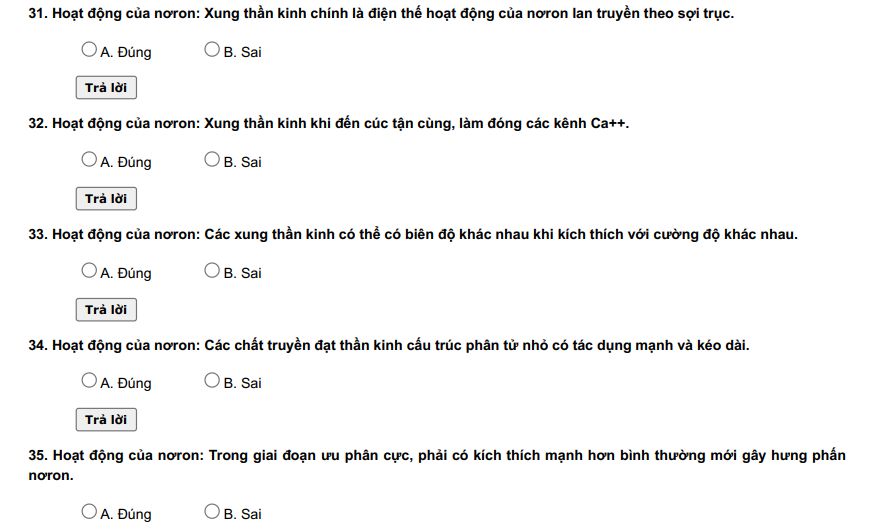 31. Hoạt động của nơron: Xung thần kinh chính là điện thế hoạt động của nơron lan truyền theo sợi trục.
A. Đúng B. Sai
Trả lời
32. Hoạt động của nơron: Xung thần kinh khi đến cúc tận cùng, làm đóng các kênh Ca++.
A. Đúng B. Sai
Trả lời
33. Hoạt động của nơron: Các xung thần kinh có thể có biên độ khác nhau khi kích thích với cường độ khác nhau.
A. Đúng B. Sai
Trả lời
34. Hoạt động của nơron: Các chất truyền đạt thần kinh cấu trúc phân tử nhỏ có tác dụng mạnh và kéo dài.
A. Đúng B. Sai
Trả lời
35. Hoạt động của nơron: Trong giai đoạn ưu phân cực, phải có kích thích mạnh hơn bình thường mới gây hưng phấn
nơron.
A. Đúng B. Sai